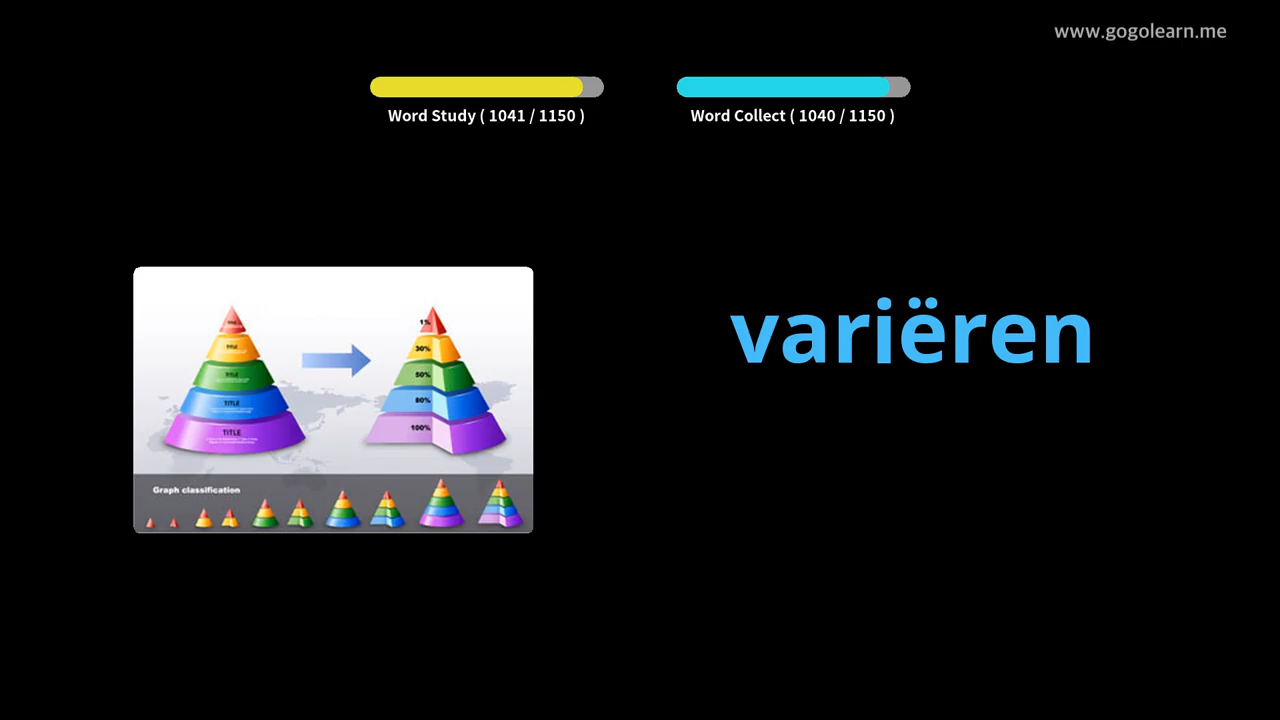 www.gogolearn.me
Word Study ( 1041 / 1150 )
Word Collect ( 1040 / 1150 )
variëren
TITLE
TITLE
TITLE
TITLE
1%
30%
50%
80%
100%
Graph classification